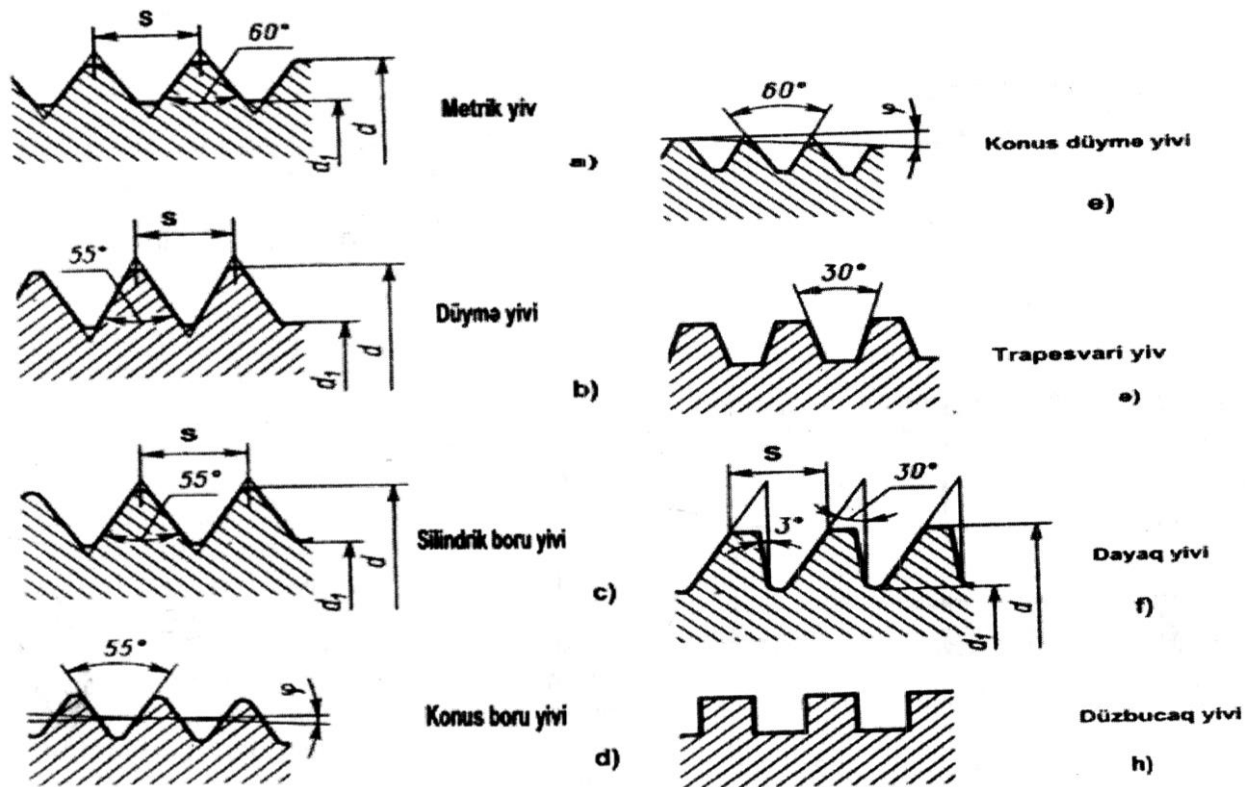 S
60°
d₁
d
Metrik yiv
a)
S
55°
d₁
d
Düymə yivi
b)
S
55°
d₁
d
Silindrik boru yivi
c)
55°
φ
Konus boru yivi
d)
60°
φ
Konus düymə yivi
e)
30°
Trapesvari yiv
ə)
S
30°
3°
d₁
d
Dayaq yivi
f)
Düzbucaq yivi
h)